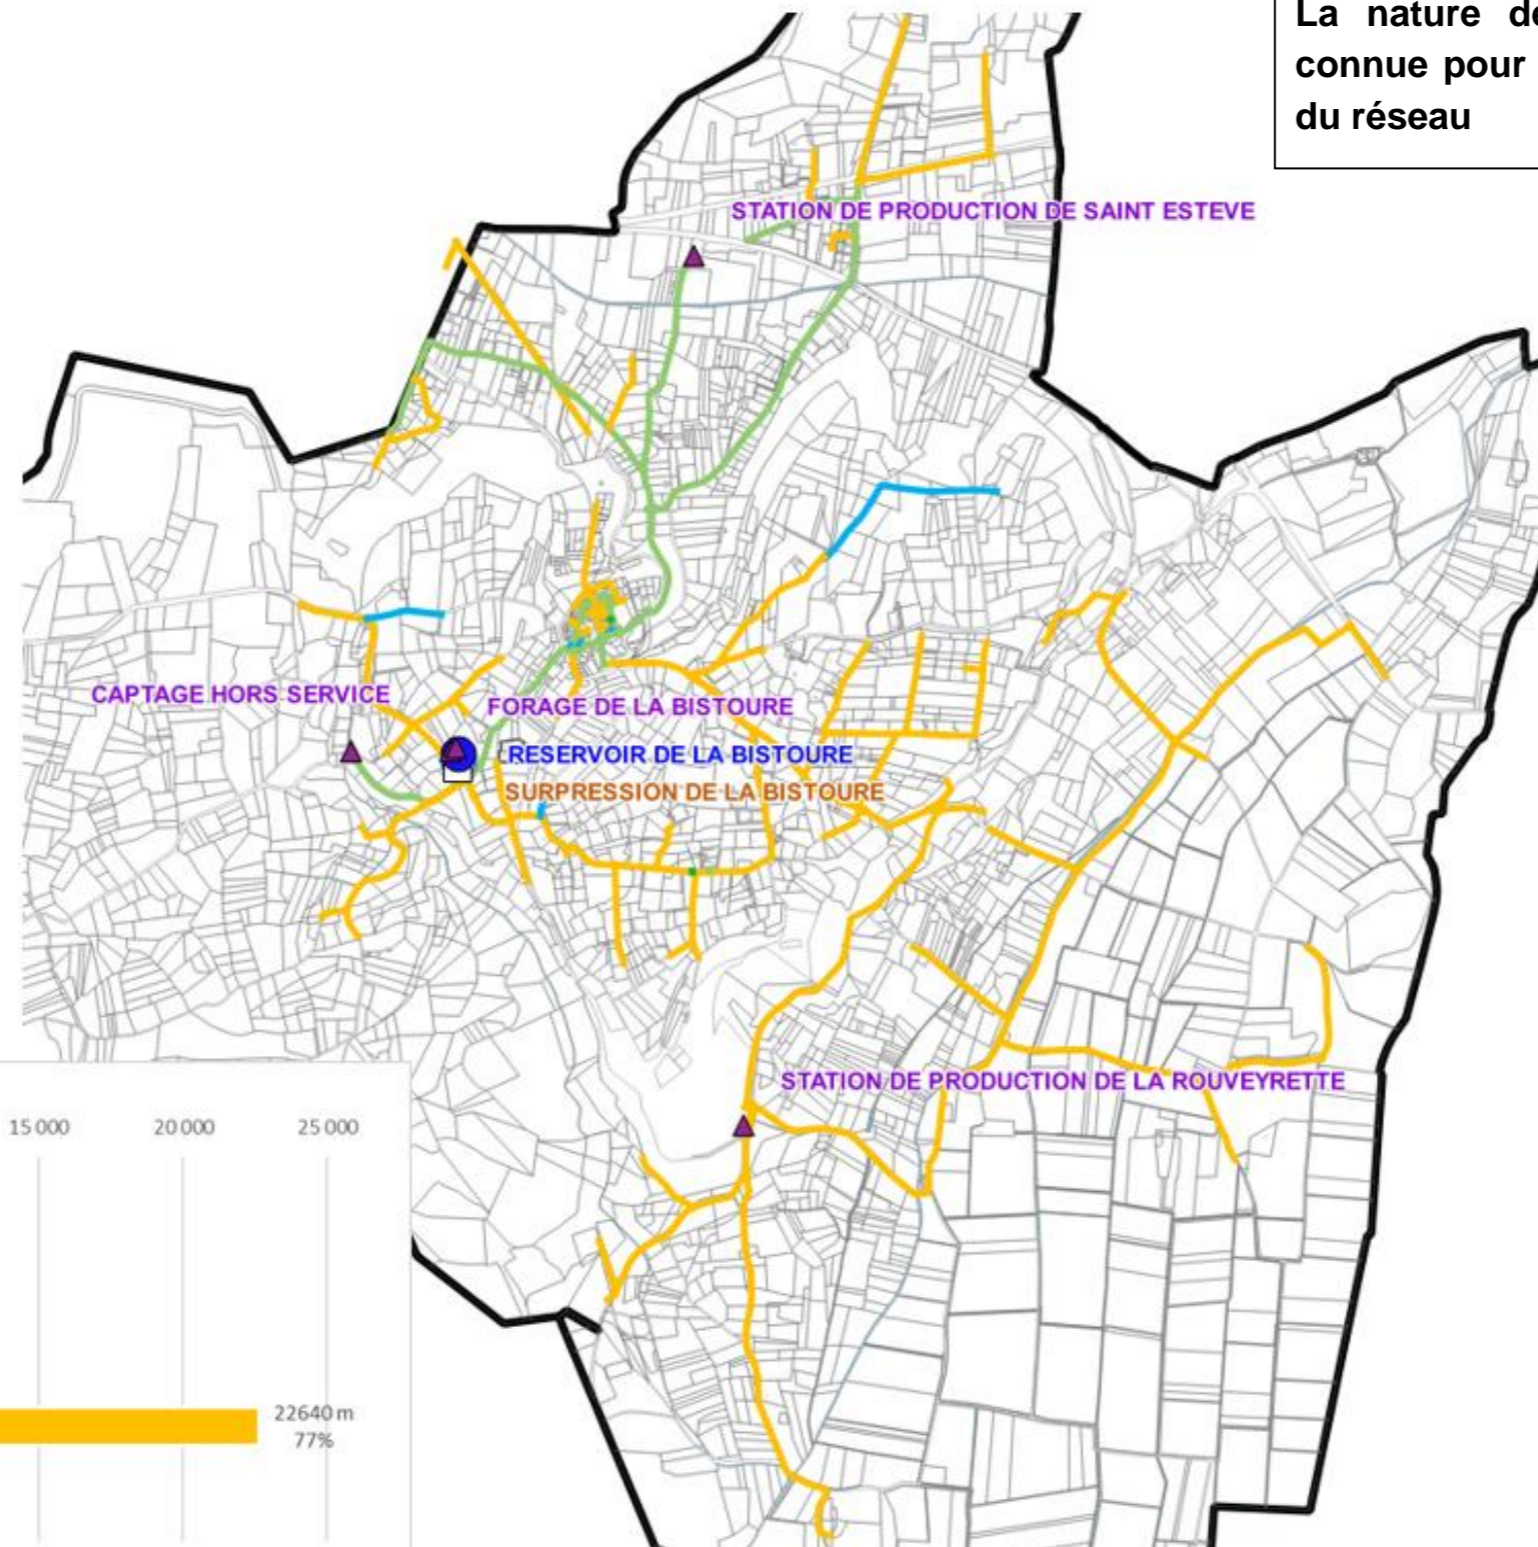 La nature de
connue pour
du réseau
STATION DE PRODUCTION DE SAINT ESTEVE
CAPTAGE HORS SERVICE
FORAGE DE LA BISTOURE
RESERVOIR DE LA BISTOURE
SURPRESSION DE LA BISTOURE
STATION DE PRODUCTION DE LA ROUVEYRETTE
15 000 20 000 25 000
22640 m
77%